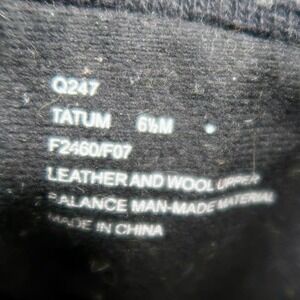 Q247
TATUM 6½M
F2460/F07
LEATHER AND WOOL UPPER
BALANCE MAN-MADE MATERIAL
MADE IN CHINA